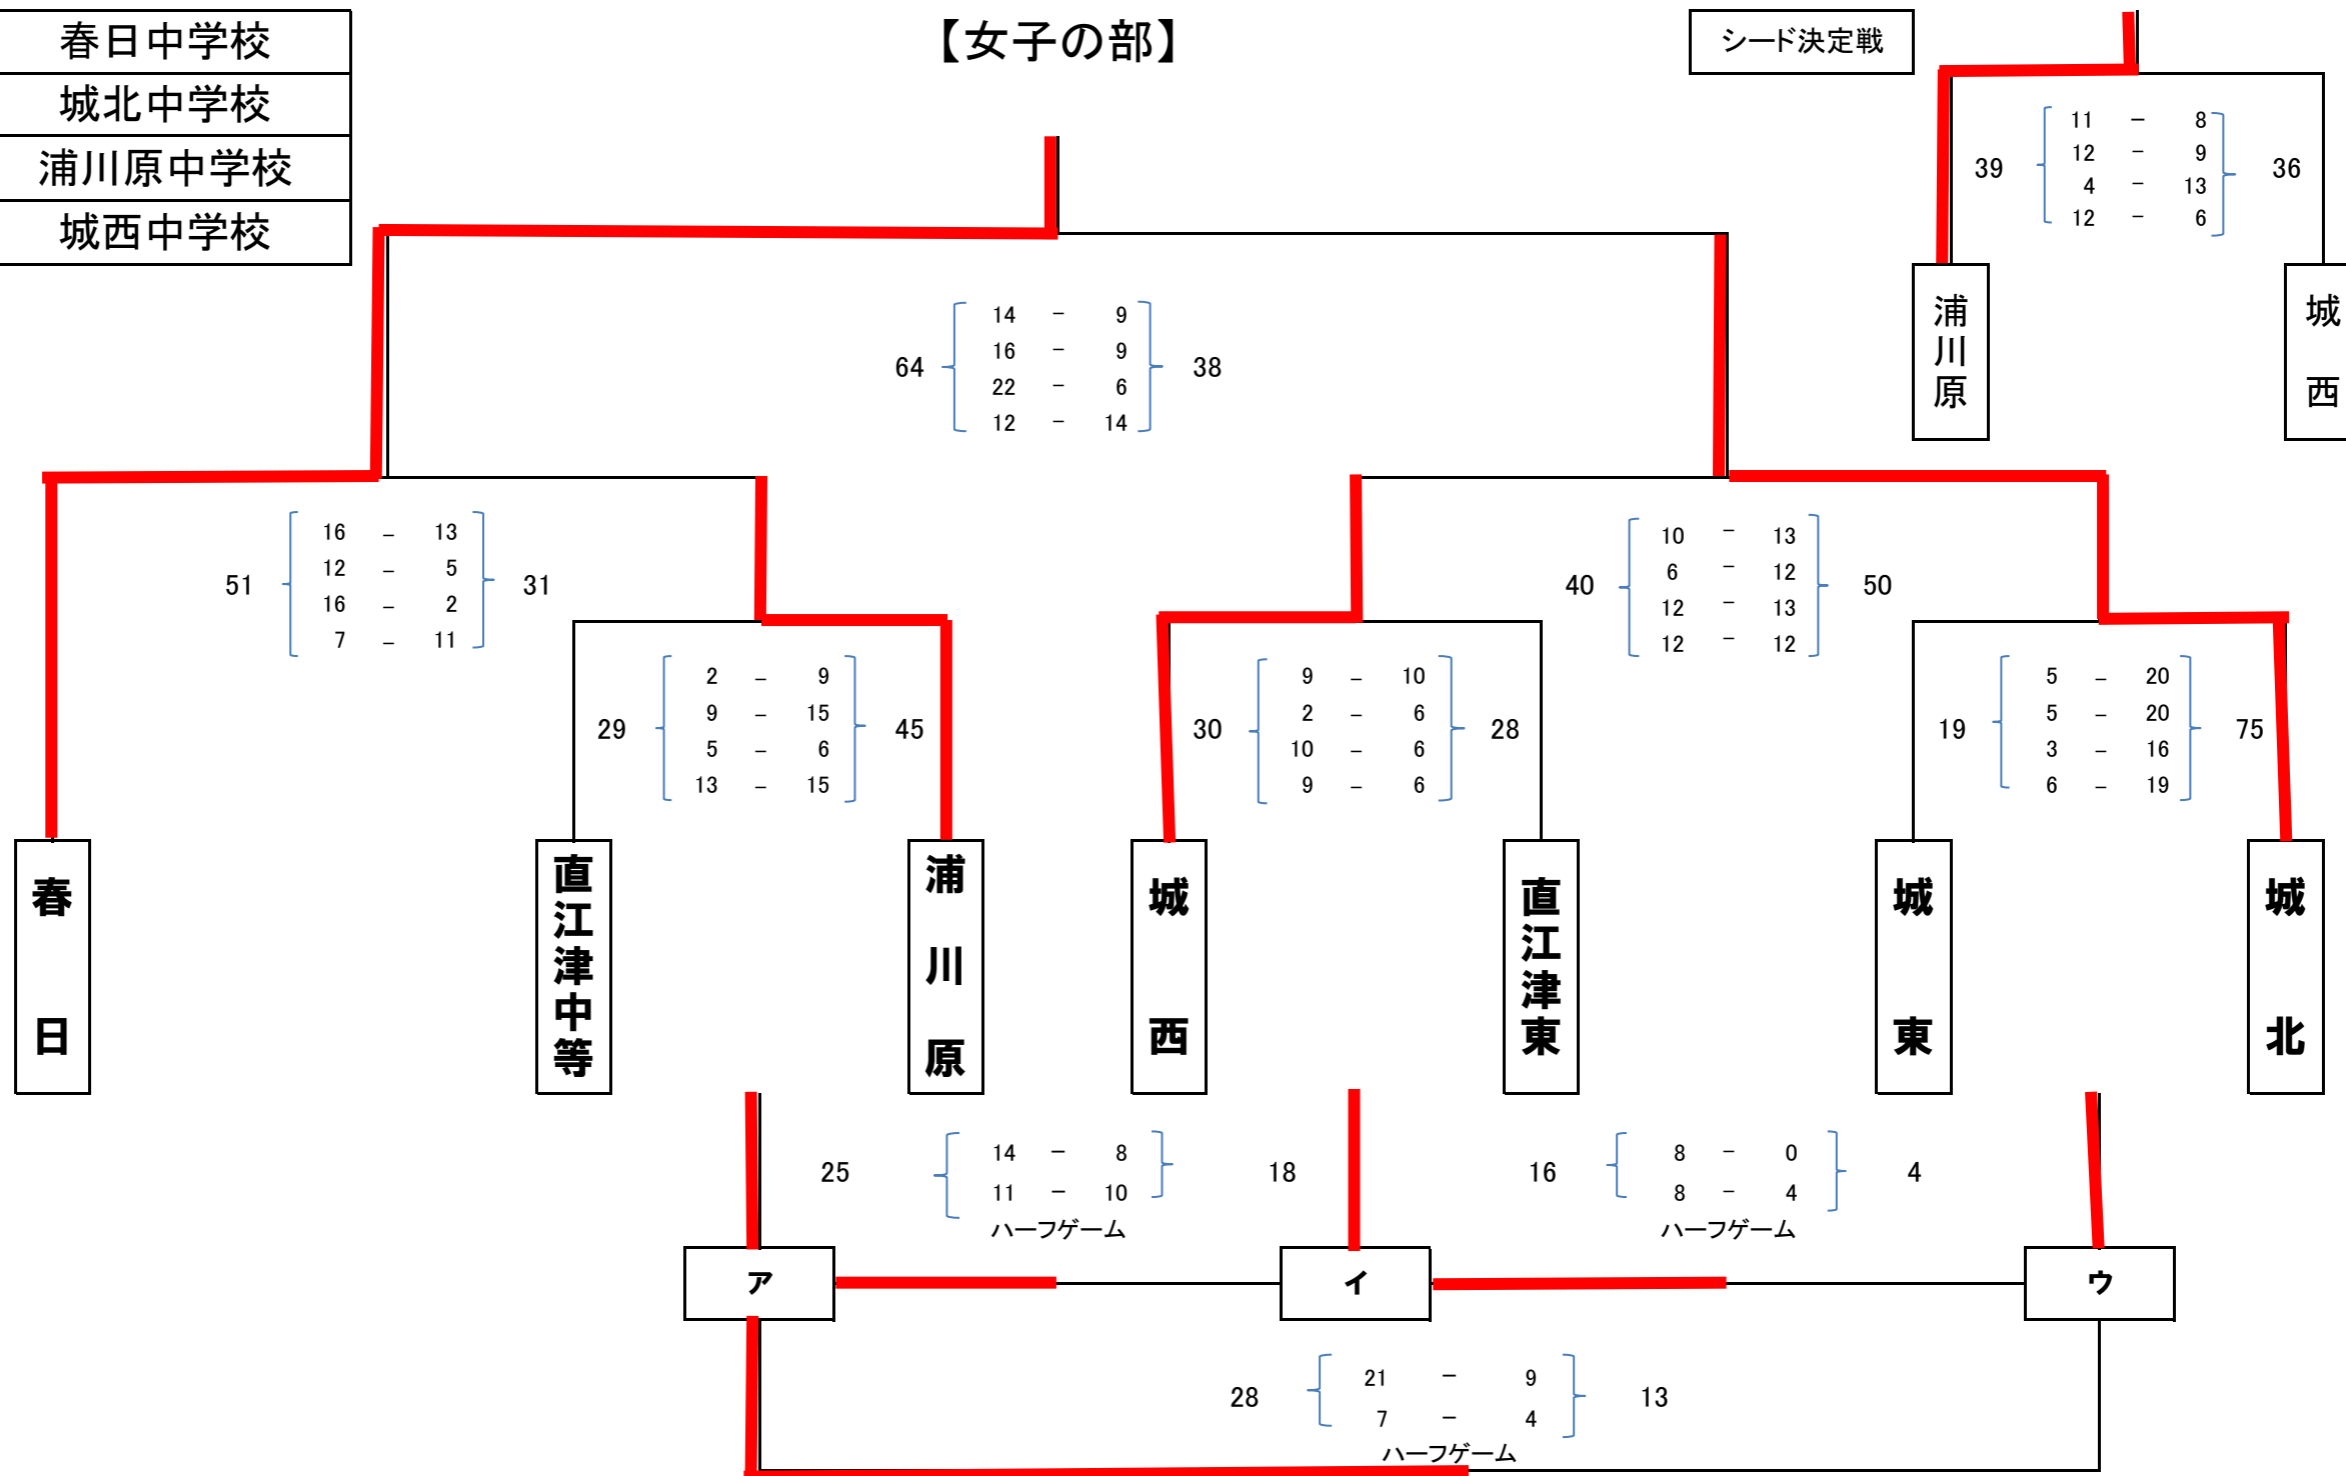 春日中学校
城北中学校
浦川原中学校
城西中学校
【女子の部】
シード決定戦
39
11 － 8
12 － 9
4 － 13
12 － 6
36
浦川原
城西
64
14 － 9
16 － 9
22 － 6
12 － 14
38
51
16 － 13
12 － 5
16 － 2
7 － 11
31
40
10 － 13
6 － 12
12 － 13
12 － 12
50
29
2 － 9
9 － 15
5 － 6
13 － 15
45
30
9 － 10
2 － 6
10 － 6
9 － 6
28
19
5 － 20
5 － 20
3 － 16
6 － 19
75
春日
直江津中等
浦川原
城西
直江津東
城東
城北
25
14 － 8
11 － 10
18
ハーフゲーム
16
8 － 0
8 － 4
4
ハーフゲーム
ア
イ
ウ
28
21 － 9
7 － 4
13
ハーフゲーム